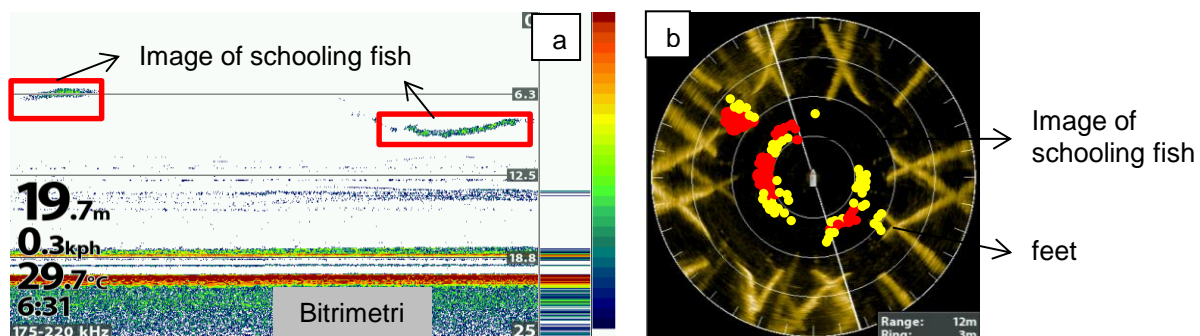 Image of schooling fish
a
6.3
12.5
19.7m
0.3kph
18.8
29.7°C
6:31
Bitrimetri
175-220 kHz
25
b
Image of
schooling fish
feet
Range: 12m
Ring: 3m